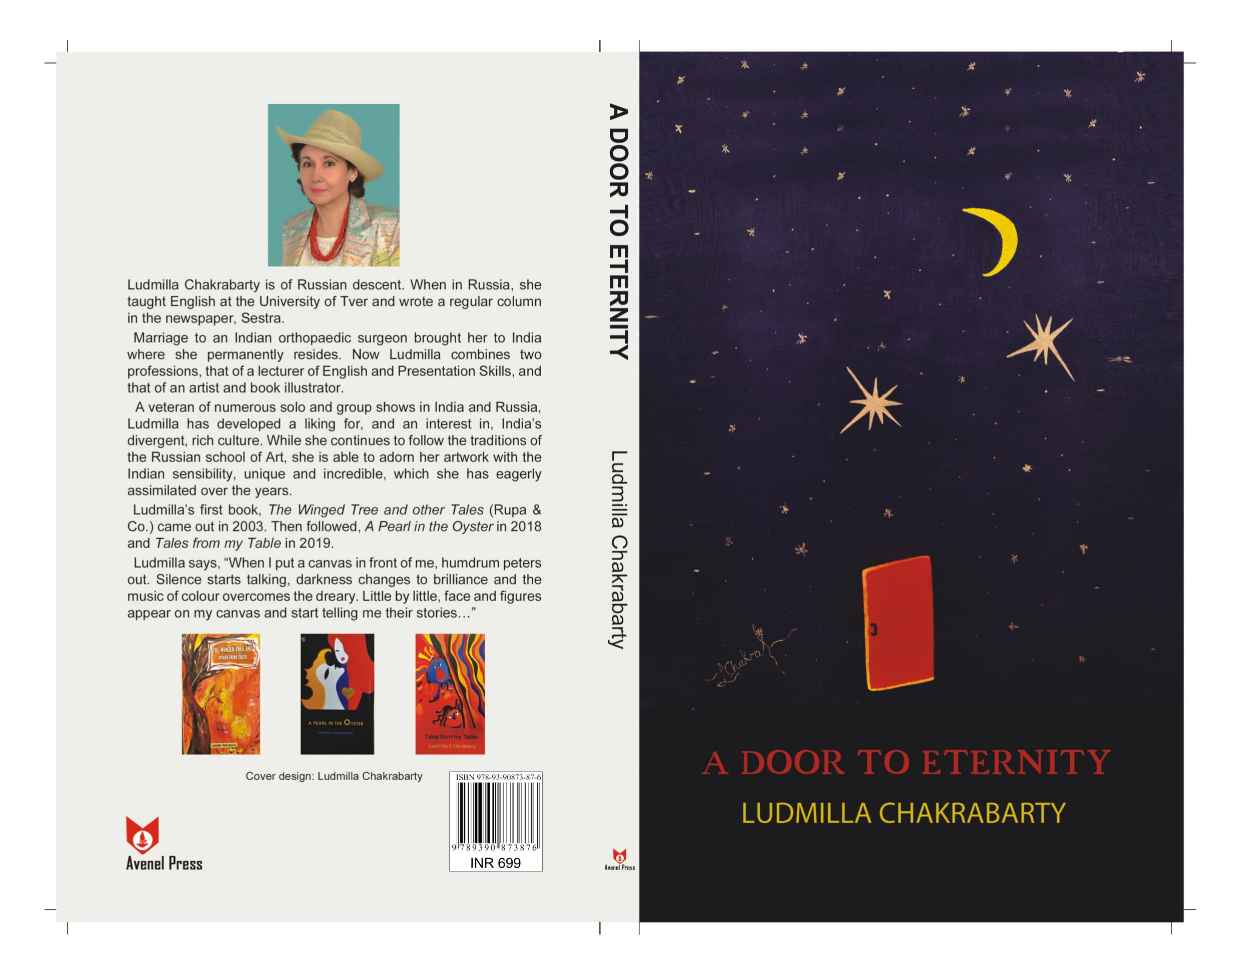 Ludmilla Chakrabarty is of Russian descent. When in Russia, she
taught English at the University of Tver and wrote a regular column
in the newspaper, Sestra.
Marriage to an Indian orthopaedic surgeon brought her to India
where she permanently resides. Now Ludmilla combines two
professions, that of a lecturer of English and Presentation Skills, and
that of an artist and book illustrator.
A veteran of numerous solo and group shows in India and Russia,
Ludmilla has developed a liking for, and an interest in, India's
divergent, rich culture. While she continues to follow the traditions of
the Russian school of Art, she is able to adorn her artwork with the
Indian sensibility, unique and incredible, which she has eagerly
assimilated over the years.
Ludmilla's first book, The Winged Tree and other Tales (Rupa &
Co.) came out in 2003. Then followed, A Pearl in the Oyster in 2018
and Tales from my Table in 2019.
Ludmilla says, “When I put a canvas in front of me, humdrum peters
out. Silence starts talking, darkness changes to brilliance and the
music of colour overcomes the dreary. Little by little, face and figures
appear on my canvas and start telling me their stories…”
A PEARL IN THE OYSTER
Tales from my Table
Cover design: Ludmilla Chakrabarty
ISBN 978-93-90873-87-6
9 789390 873876
INR 699
Avenel Press
A DOOR TO ETERNITY
Ludmilla Chakrabarty
Avenel Press
Chakra
A DOOR TO ETERNITY
LUDMILLA CHAKRABARTY